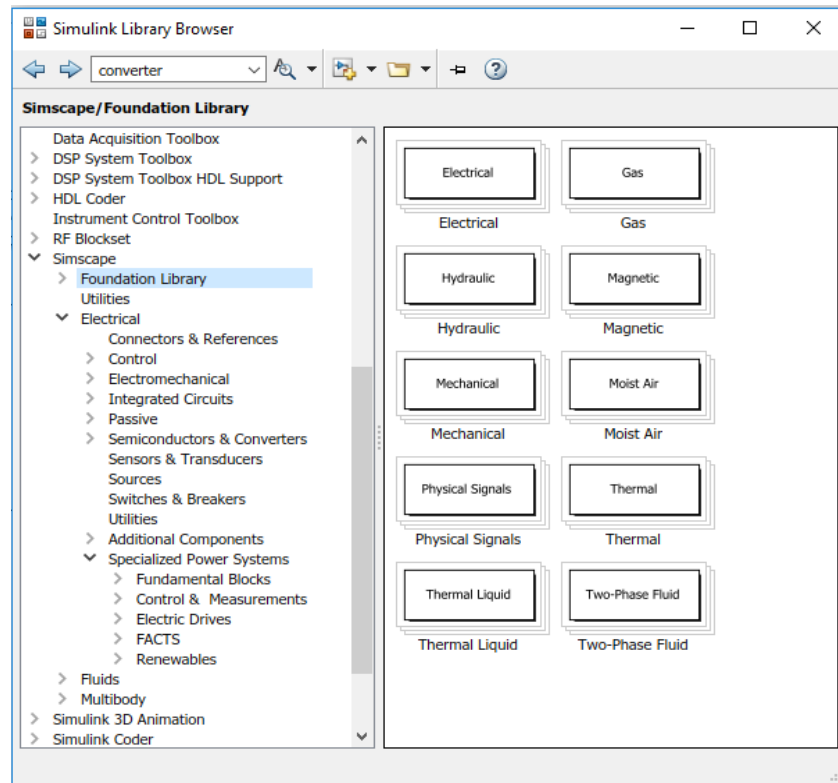 Simulink Library Browser
converter
Simscape/Foundation Library
Data Acquisition Toolbox
DSP System Toolbox
DSP System Toolbox HDL Support
HDL Coder
Instrument Control Toolbox
RF Blockset
Simscape
Foundation Library
Utilities
Electrical
Connectors & References
Control
Electromechanical
Integrated Circuits
Passive
Semiconductors & Converters
Sensors & Transducers
Sources
Switches & Breakers
Utilities
Additional Components
Specialized Power Systems
Fundamental Blocks
Control & Measurements
Electric Drives
FACTS
Renewables
Fluids
Multibody
Simulink 3D Animation
Simulink Coder
Electrical Gas
Electrical Gas
Hydraulic Magnetic
Hydraulic Magnetic
Mechanical Moist Air
Mechanical Moist Air
Physical Signals Thermal
Physical Signals Thermal
Thermal Liquid Two-Phase Fluid
Thermal Liquid Two-Phase Fluid